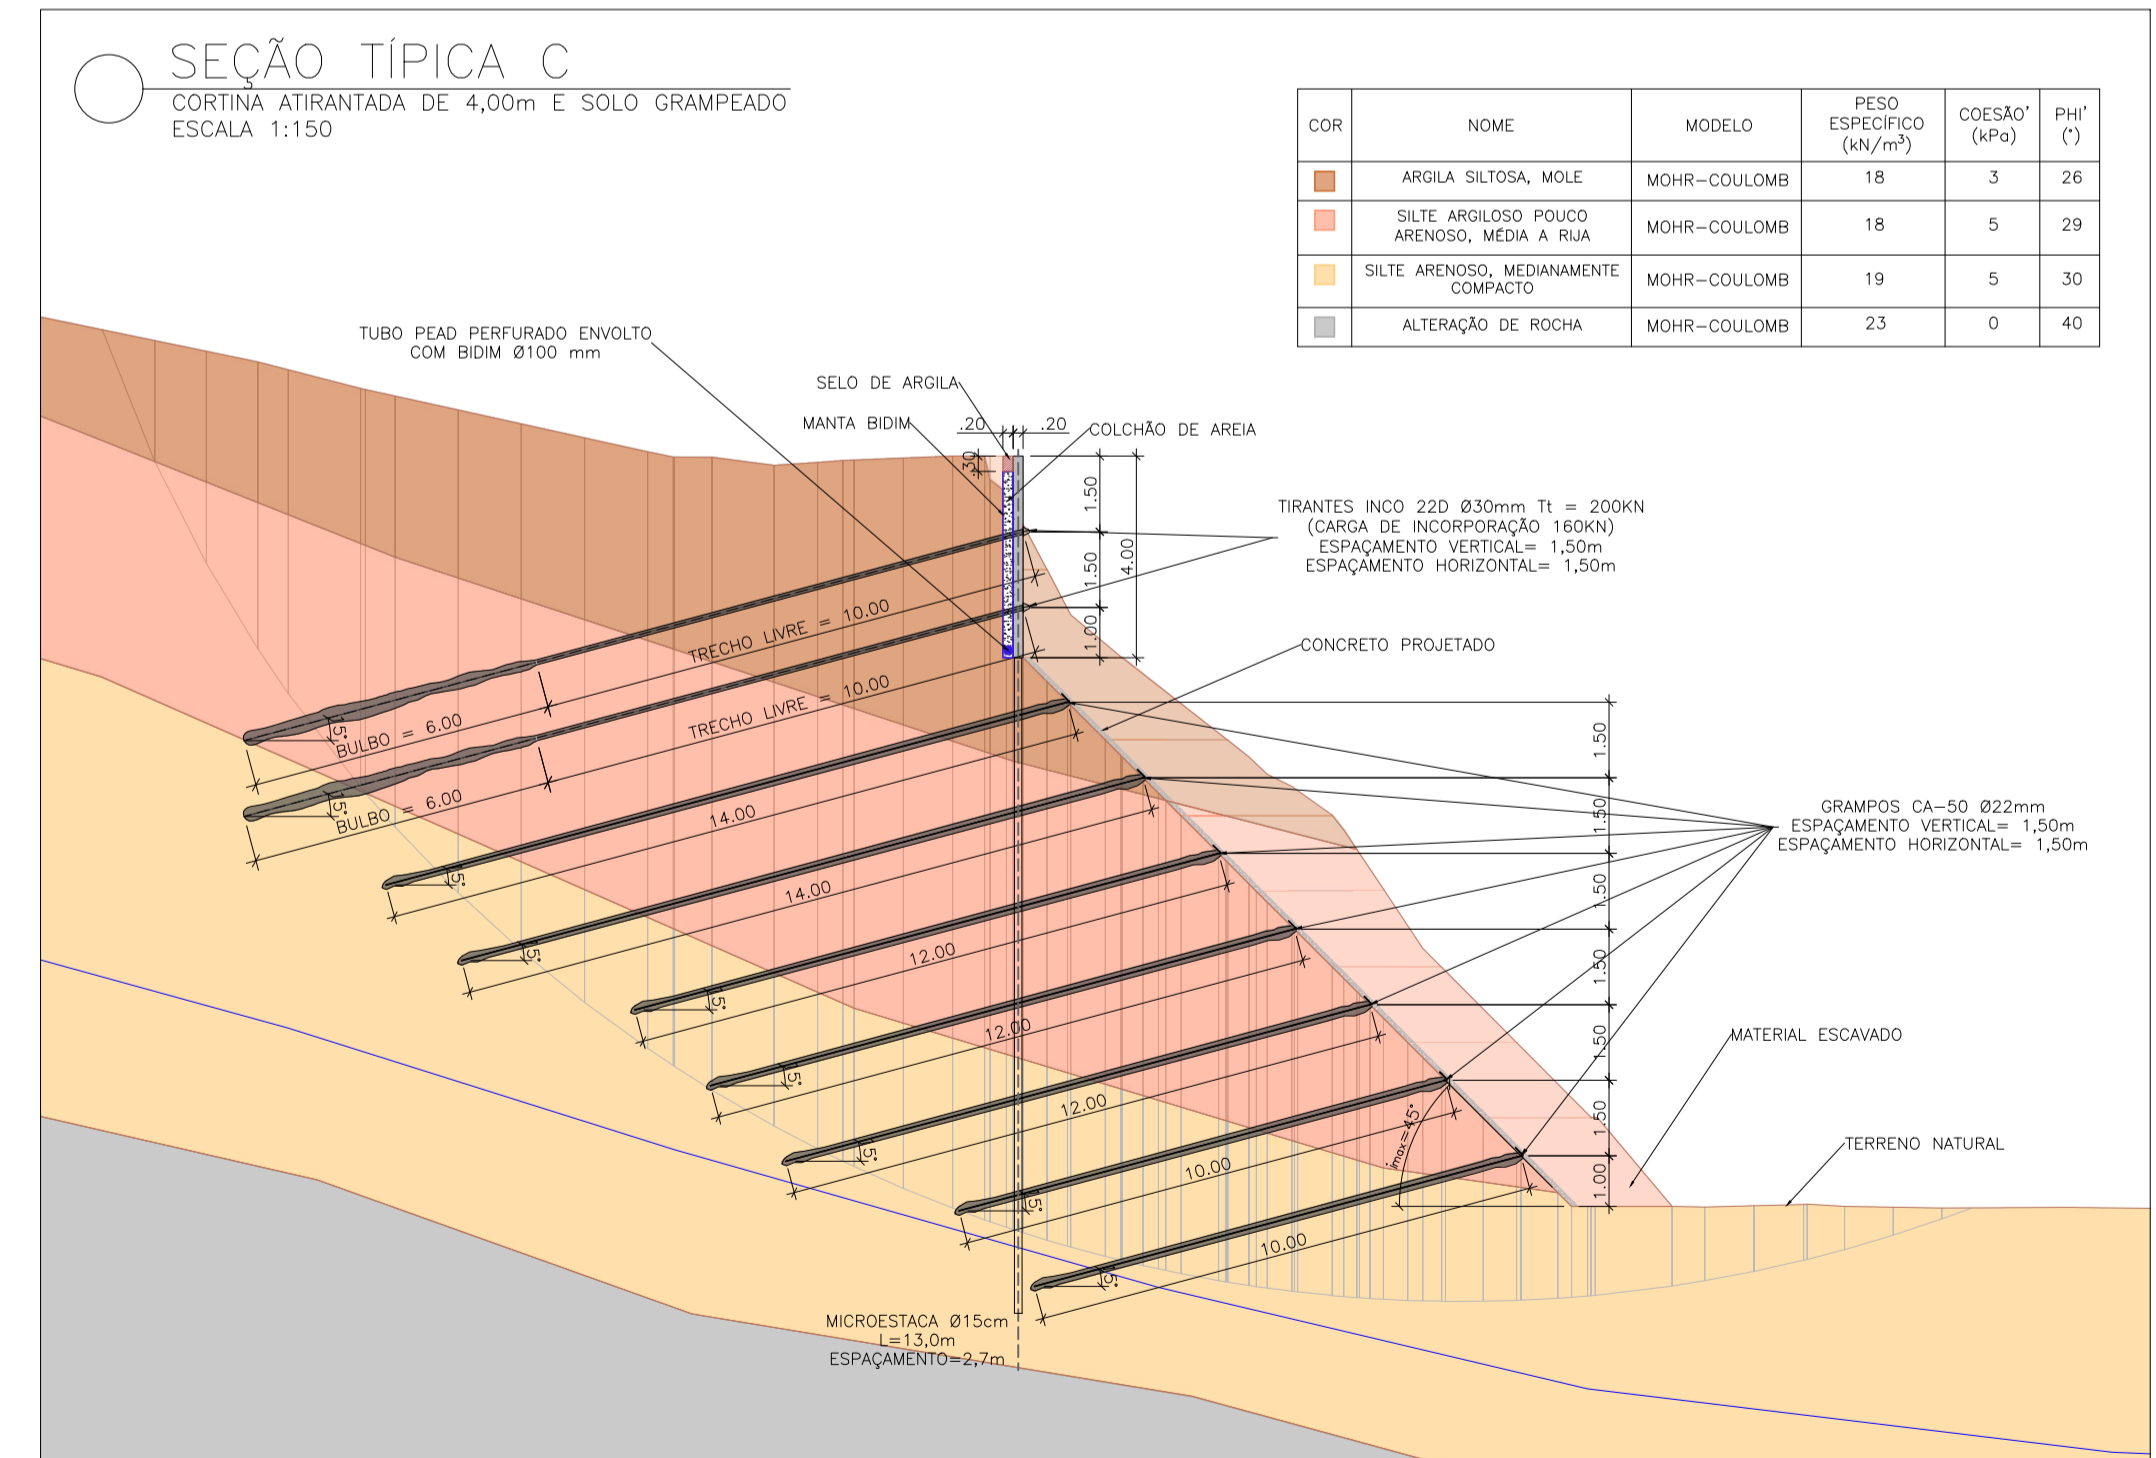 SEÇÃO TÍPICA C
CORTINA ATIRANTADA DE 4,00m E SOLO GRAMPEADO
ESCALA 1:150
COR
NOME
MODELO
PESO
ESPECÍFICO
(kN/m³)
COESÃO'
(kPa)
PHI'
(°)
ARGILA SILTOSA, MOLE
MOHR-COULOMB
18
3
26
SILTE ARGILOSO POUCO
ARENOSO, MÉDIA A RIJA
MOHR-COULOMB
18
5
29
SILTE ARENOSO, MEDIANAMENTE
COMPACTO
MOHR-COULOMB
19
5
30
ALTERAÇÃO DE ROCHA
MOHR-COULOMB
23
0
40
TUBO PEAD PERFURADO ENVOLTO
COM BIDIM Ø100 mm
SELO DE ARGILA
MANTA BIDIM
.20
.20
COLCHÃO DE AREIA
.30
1.50
1.50
1.00
4.00
TIRANTES INCO 22D Ø30mm Tt = 200KN
(CARGA DE INCORPORAÇÃO 160KN)
ESPAÇAMENTO VERTICAL= 1,50m
ESPAÇAMENTO HORIZONTAL= 1,50m
CONCRETO PROJETADO
TRECHO LIVRE = 10.00
BULBO = 6.00
15°
TRECHO LIVRE = 10.00
BULBO = 6.00
15°
14.00
15°
14.00
15°
12.00
15°
12.00
15°
12.00
15°
10.00
15°
10.00
15°
imax=45°
1.50
1.50
1.50
1.50
1.50
1.50
1.00
GRAMPOS CA-50 Ø22mm
ESPAÇAMENTO VERTICAL= 1,50m
ESPAÇAMENTO HORIZONTAL= 1,50m
MATERIAL ESCAVADO
TERRENO NATURAL
MICROESTACA Ø15cm
L=13,0m
ESPAÇAMENTO=2,7m